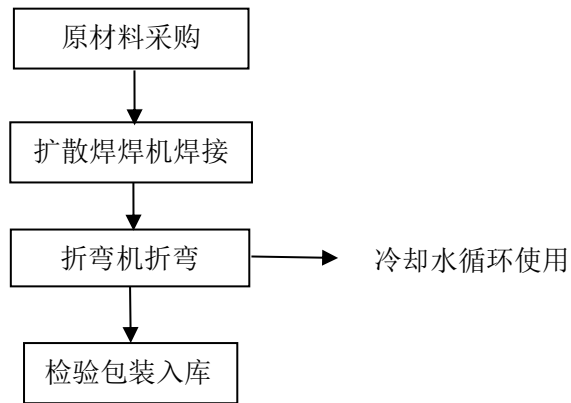 原材料采购
扩散焊焊机焊接
折弯机折弯
冷却水循环使用
检验包装入库